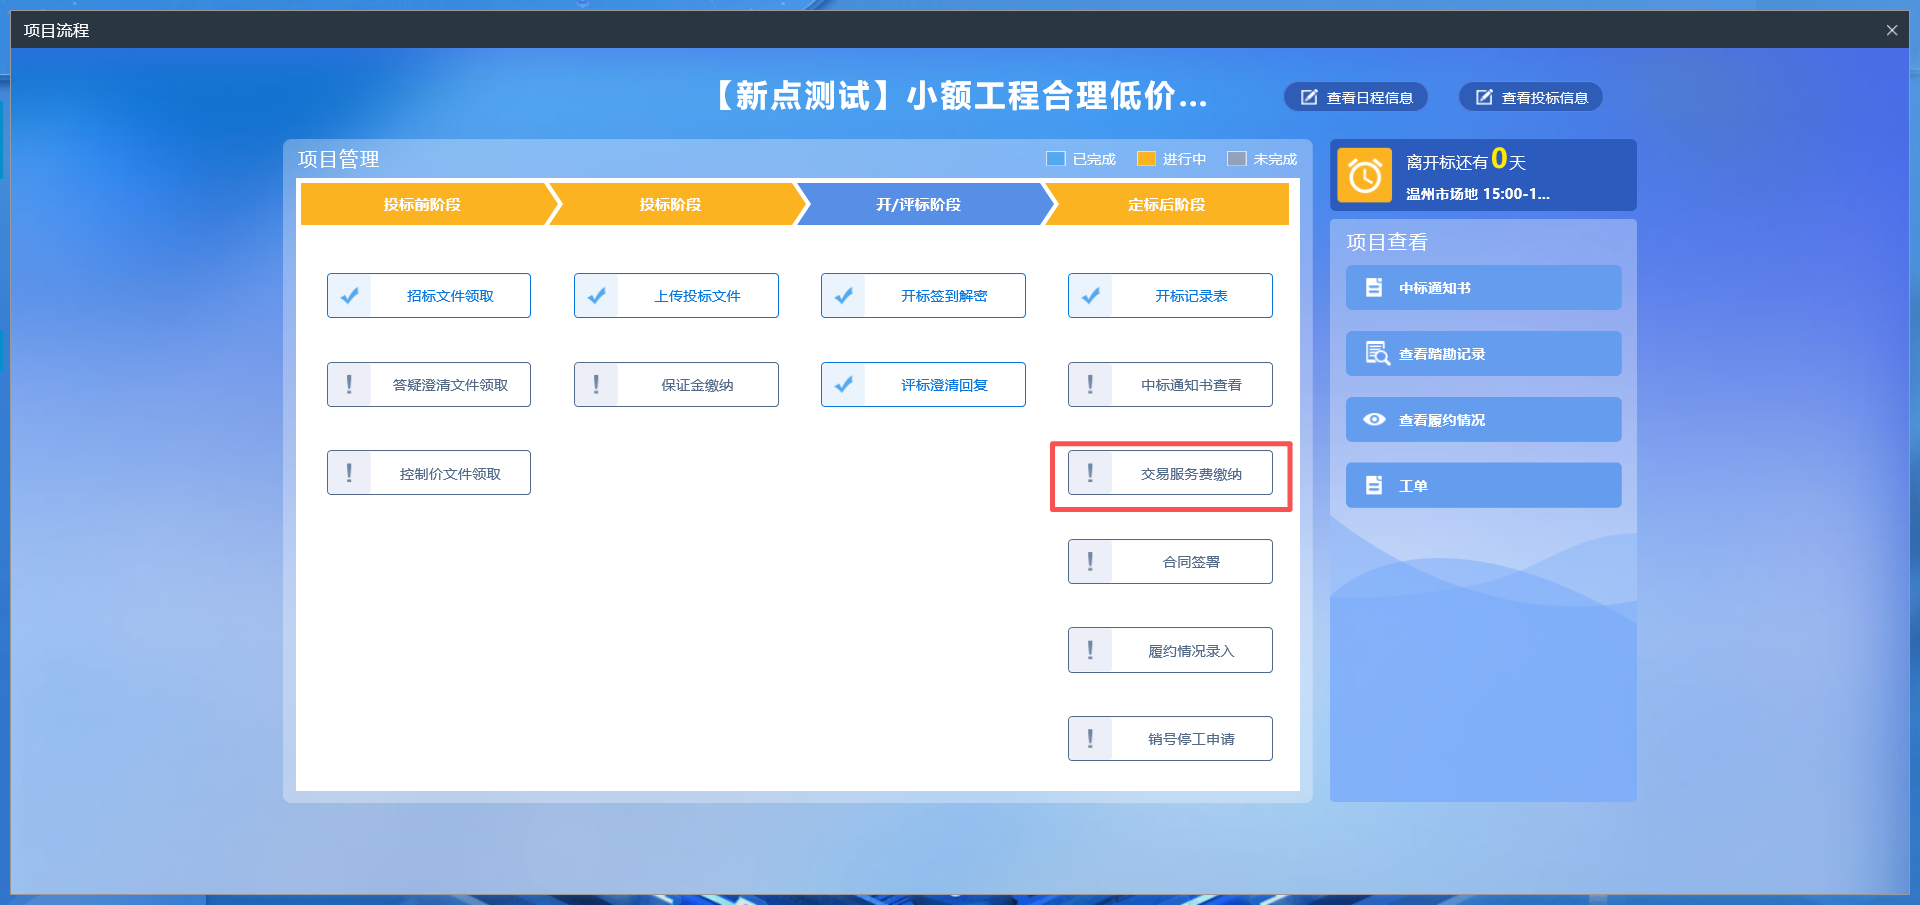 项目流程
【新点测试】小额工程合理低价...
查看日程信息
查看投标信息
项目管理
已完成
进行中
未完成
投标前阶段
投标阶段
开/评标阶段
定标后阶段
招标文件领取
上传投标文件
开标签到解密
开标记录表
答疑澄清文件领取
保证金缴纳
评标澄清回复
中标通知书查看
控制价文件领取
交易服务费缴纳
合同签署
履约情况录入
销号停工申请
离开标还有0天
温州市场地 15:00-1...
项目查看
中标通知书
查看踏勘记录
查看履约情况
工单